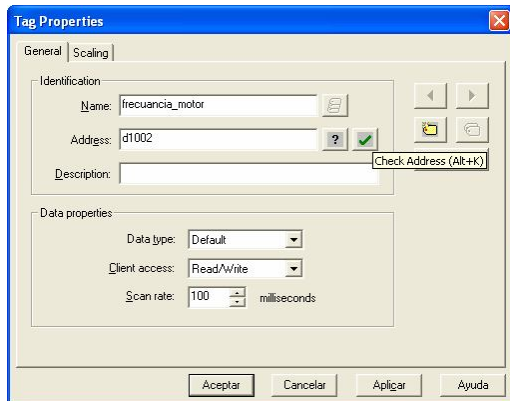 Tag Properties
General Scaling
Identification
Name: frecuancia_motor
Address: d1002 ?
Check Address (Alt+K)
Description:
Data properties
Data type: Default
Client access: Read/Write
Scan rate: 100 milliseconds
Aceptar Cancelar Aplicar Ayuda